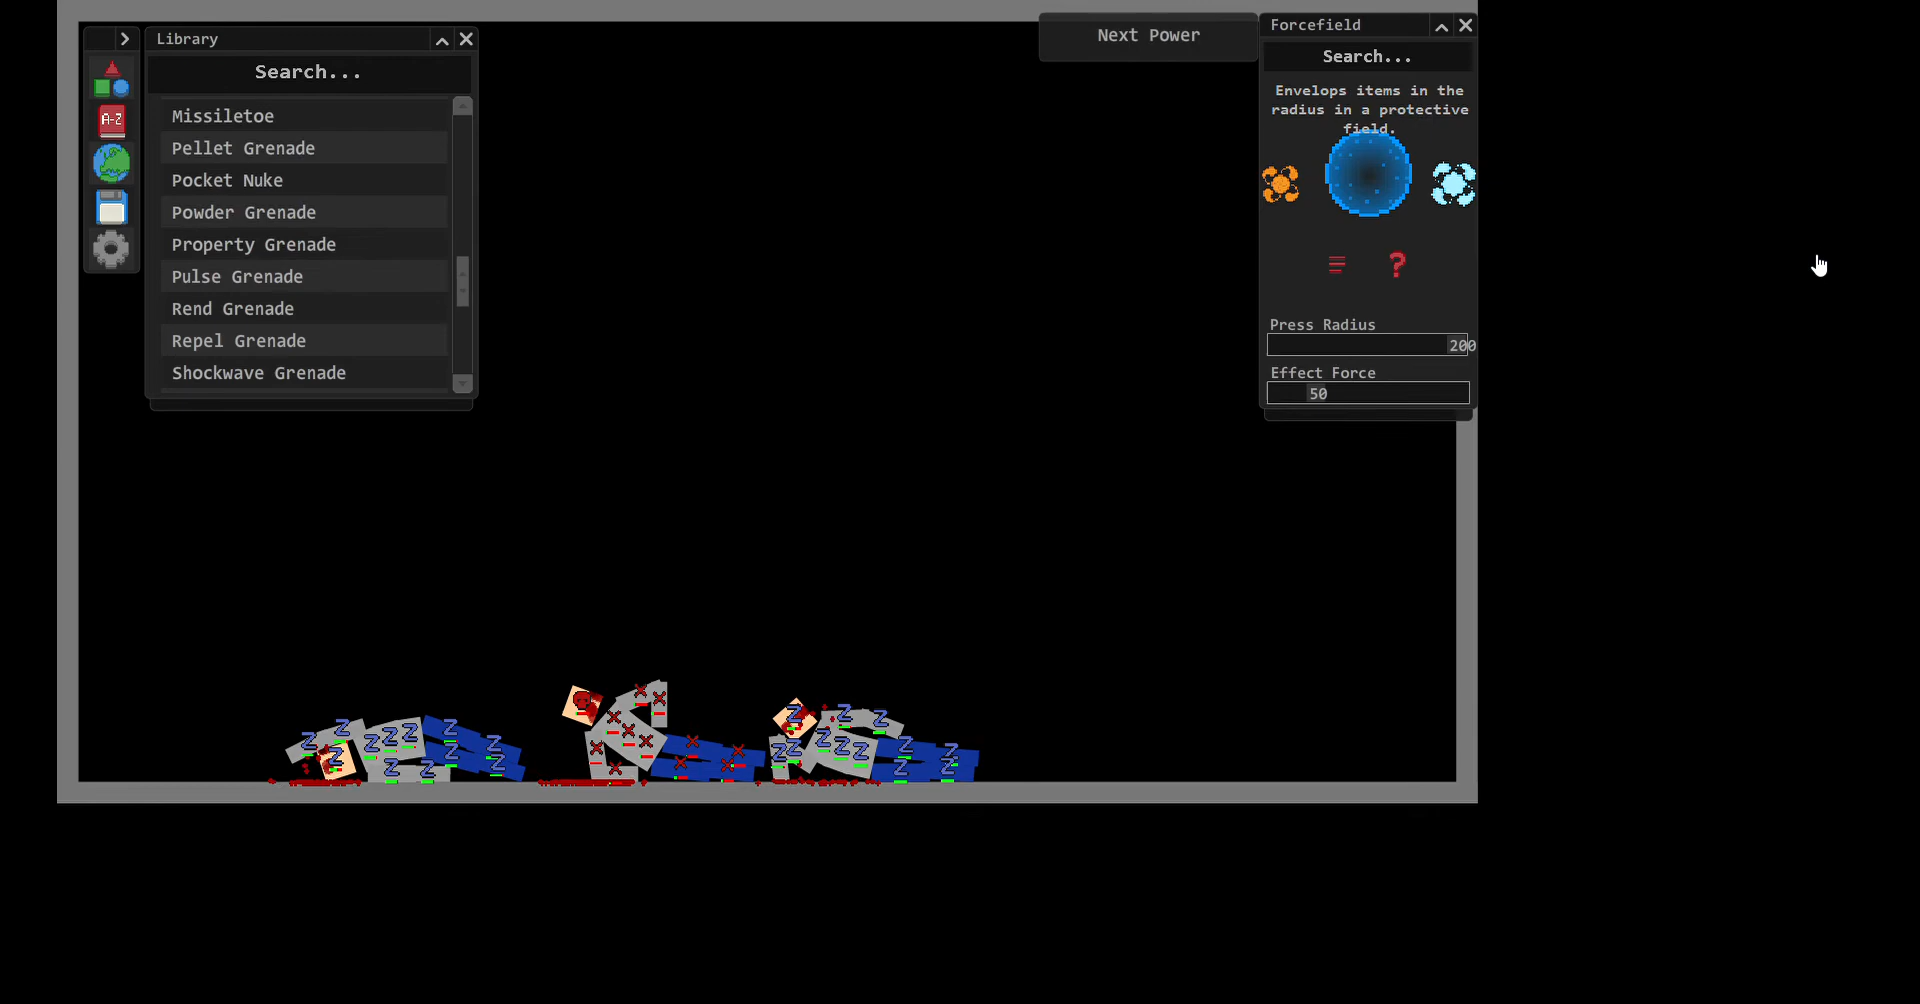 Library
Search...
Missiletoe
Pellet Grenade
Pocket Nuke
Powder Grenade
Property Grenade
Pulse Grenade
Rend Grenade
Repel Grenade
Shockwave Grenade
A-Z
Next Power
Forcefield
Search...
Envelops items in the
radius in a protective
field.
?
Press Radius
200
Effect Force
50